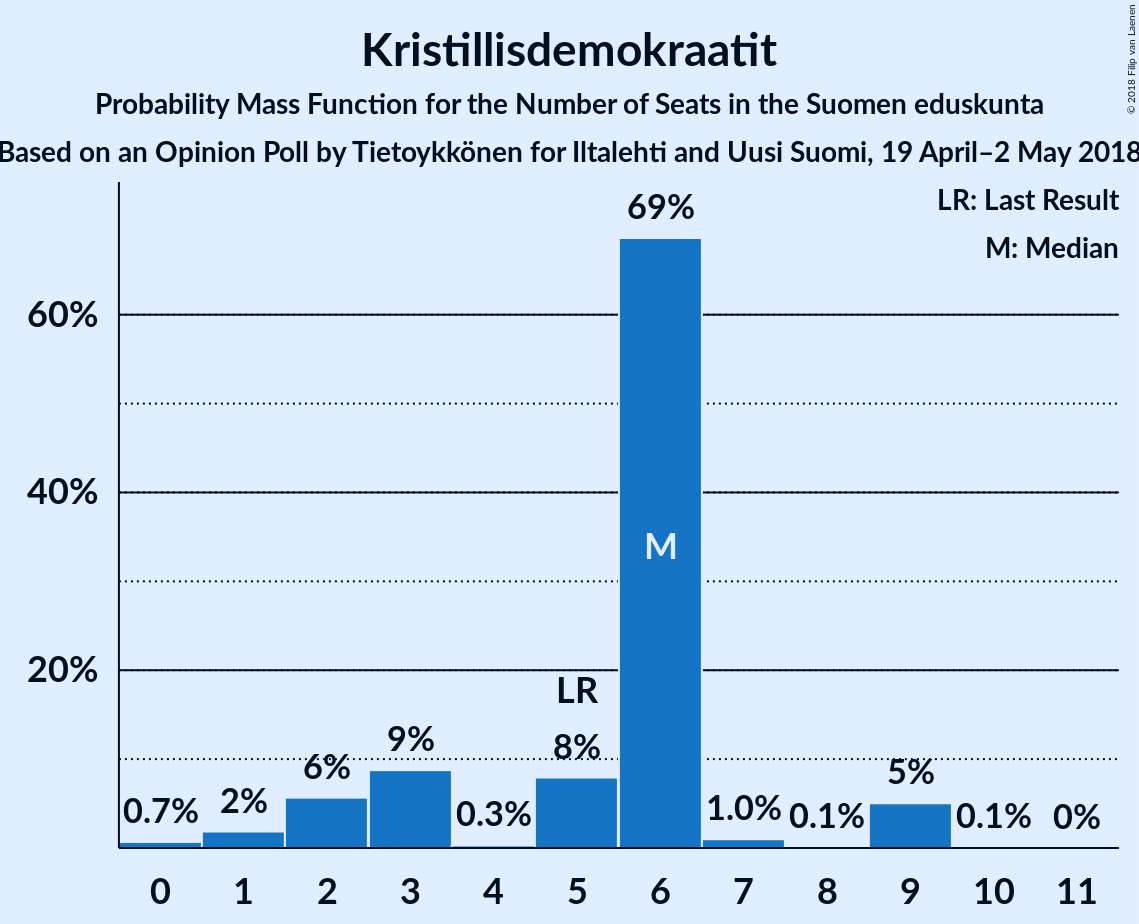 © 2018 Filip van Laenen
Kristillisdemokraatit
Probability Mass Function for the Number of Seats in the Suomen eduskunta
Based on an Opinion Poll by Tietoykkönen for Iltalehti and Uusi Suomi, 19 April–2 May 2018
LR: Last Result
M: Median
69%
60%
40%
M
20%
LR
0.7%
2%
6%
9%
0.3%
8%
1.0%
0.1%
5%
0.1%
0%
0 1 2 3 4 5 6 7 8 9 10 11